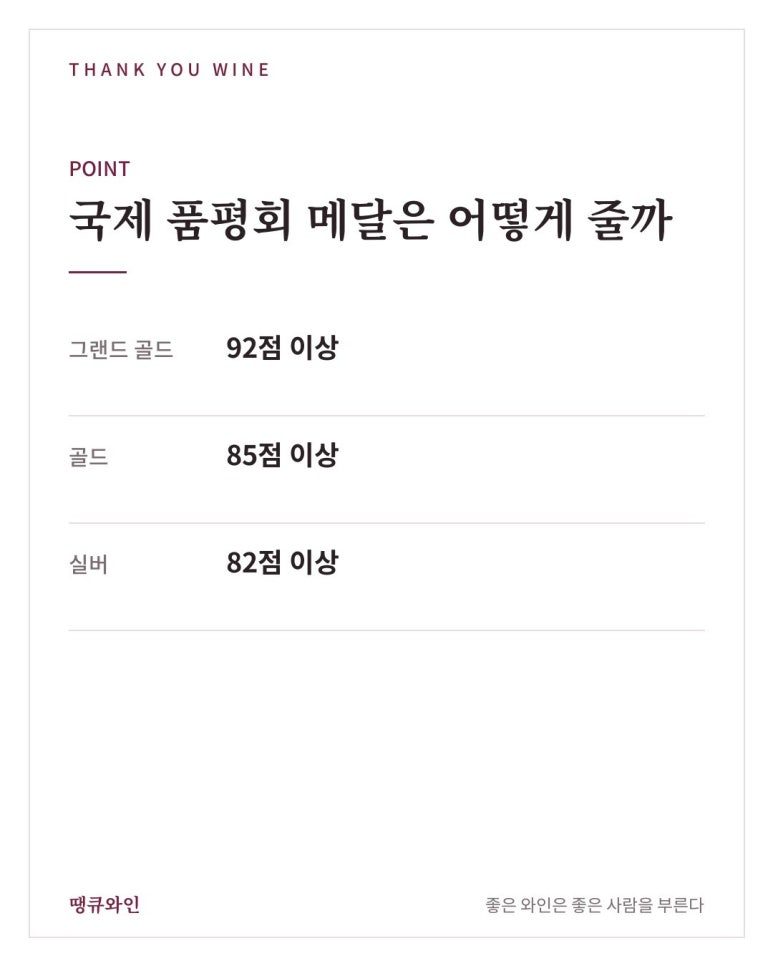 THANK YOU WINE
POINT
국제 품평회 메달은 어떻게 줄까
그랜드 골드 92점 이상
골드 85점 이상
실버 82점 이상
땡큐와인 좋은 와인은 좋은 사람을 부른다